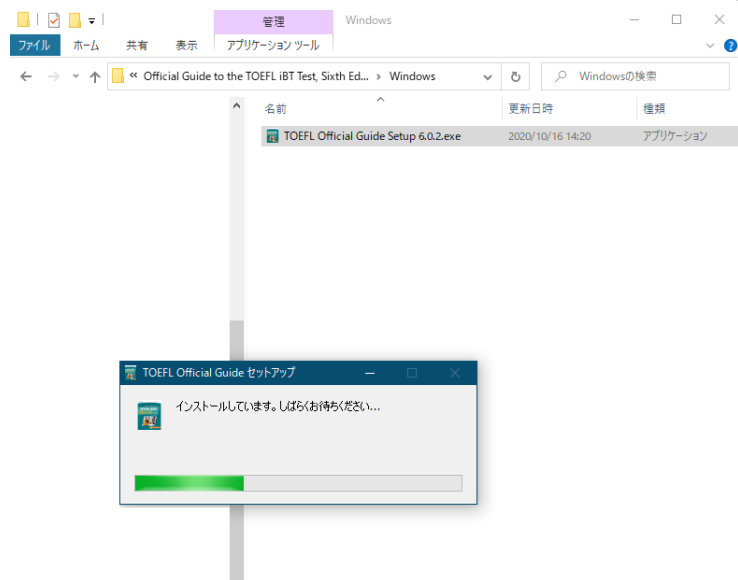 管理
Windows
ファイル
ホーム
共有
表示
アプリケーション ツール
« Official Guide to the TOEFL iBT Test, Sixth Ed... › Windows
Windowsの検索
名前
更新日時
種類
TOEFL Official Guide Setup 6.0.2.exe
2020/10/16 14:20
アプリケーション
TOEFL Official Guide セットアップ
インストールしています。しばらくお待ちください...